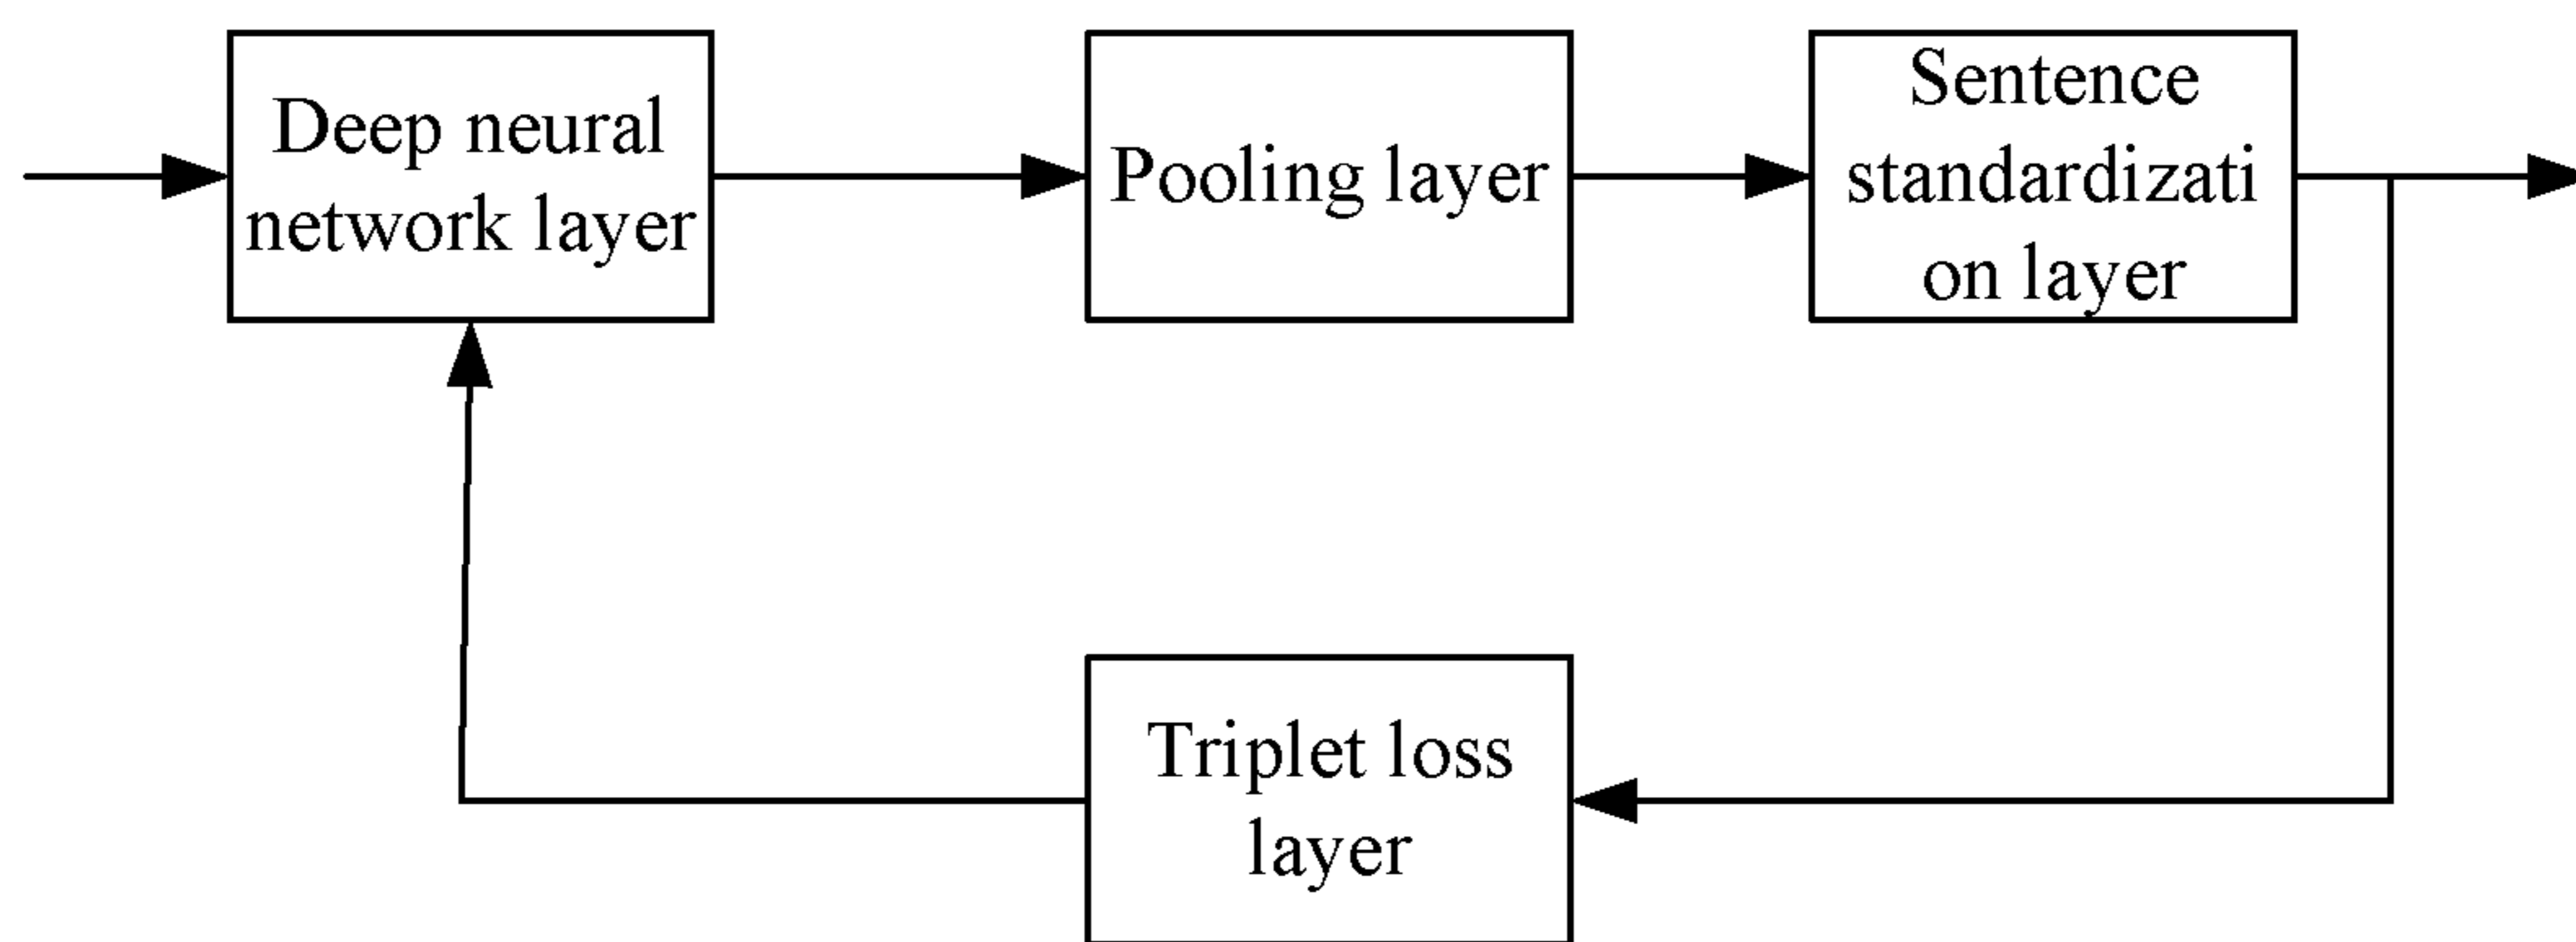 Deep neural
network layer
Pooling layer
Sentence
standardizati
on layer
Triplet loss
layer